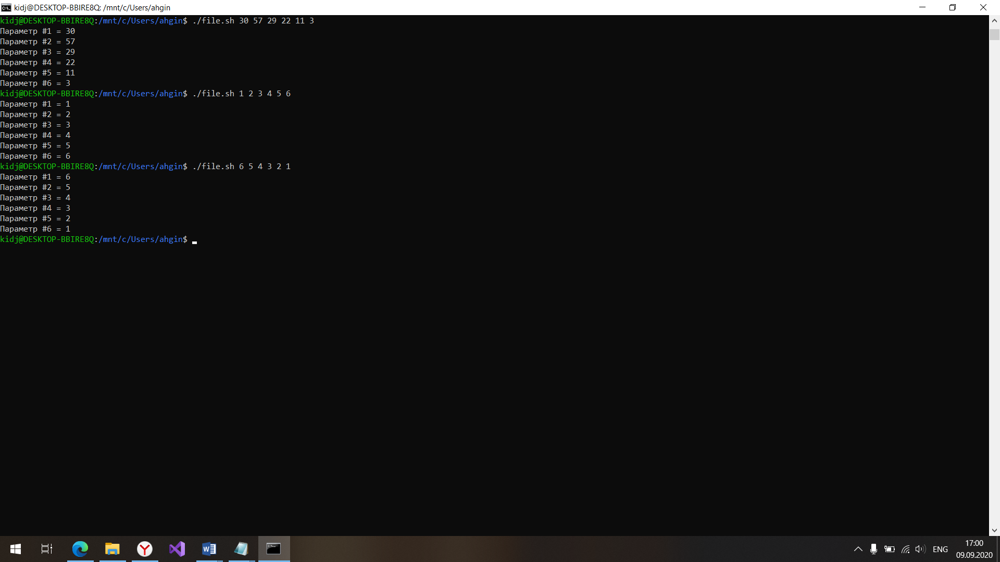 kidj@DESKTOP-BBIRE8Q: /mnt/c/Users/ahgin
kidj@DESKTOP-BBIRE8Q:/mnt/c/Users/ahgin$ ./file.sh 30 57 29 22 11 3
Параметр #1 = 30
Параметр #2 = 57
Параметр #3 = 29
Параметр #4 = 22
Параметр #5 = 11
Параметр #6 = 3
kidj@DESKTOP-BBIRE8Q:/mnt/c/Users/ahgin$ ./file.sh 1 2 3 4 5 6
Параметр #1 = 1
Параметр #2 = 2
Параметр #3 = 3
Параметр #4 = 4
Параметр #5 = 5
Параметр #6 = 6
kidj@DESKTOP-BBIRE8Q:/mnt/c/Users/ahgin$ ./file.sh 6 5 4 3 2 1
Параметр #1 = 6
Параметр #2 = 5
Параметр #3 = 4
Параметр #4 = 3
Параметр #5 = 2
Параметр #6 = 1
kidj@DESKTOP-BBIRE8Q:/mnt/c/Users/ahgin$
ENG
17:00
09.09.2020